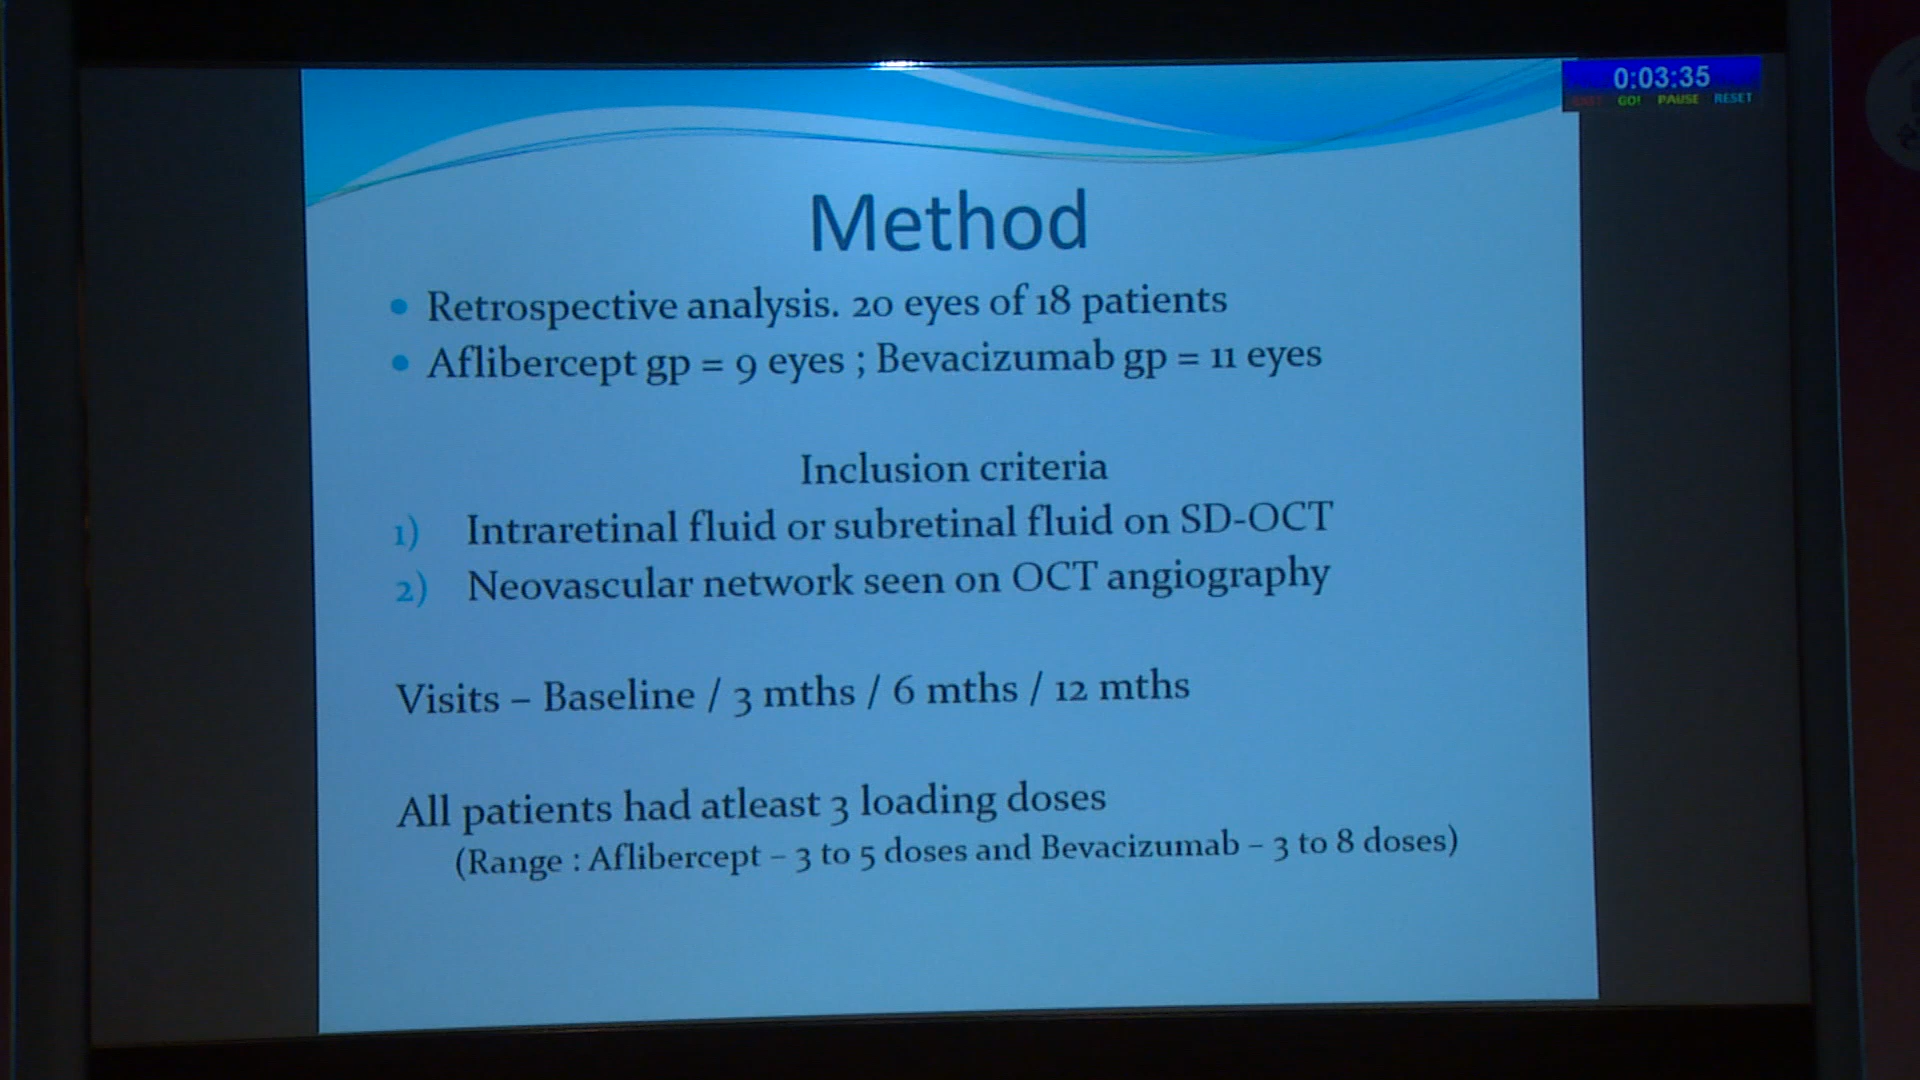 0:03:35
GO! PAUSE RESET
Method
• Retrospective analysis. 20 eyes of 18 patients
• Aflibercept gp = 9 eyes ; Bevacizumab gp = 11 eyes
Inclusion criteria
1) Intraretinal fluid or subretinal fluid on SD-OCT
2) Neovascular network seen on OCT angiography
Visits – Baseline / 3 mths / 6 mths / 12 mths
All patients had atleast 3 loading doses
(Range : Aflibercept – 3 to 5 doses and Bevacizumab – 3 to 8 doses)